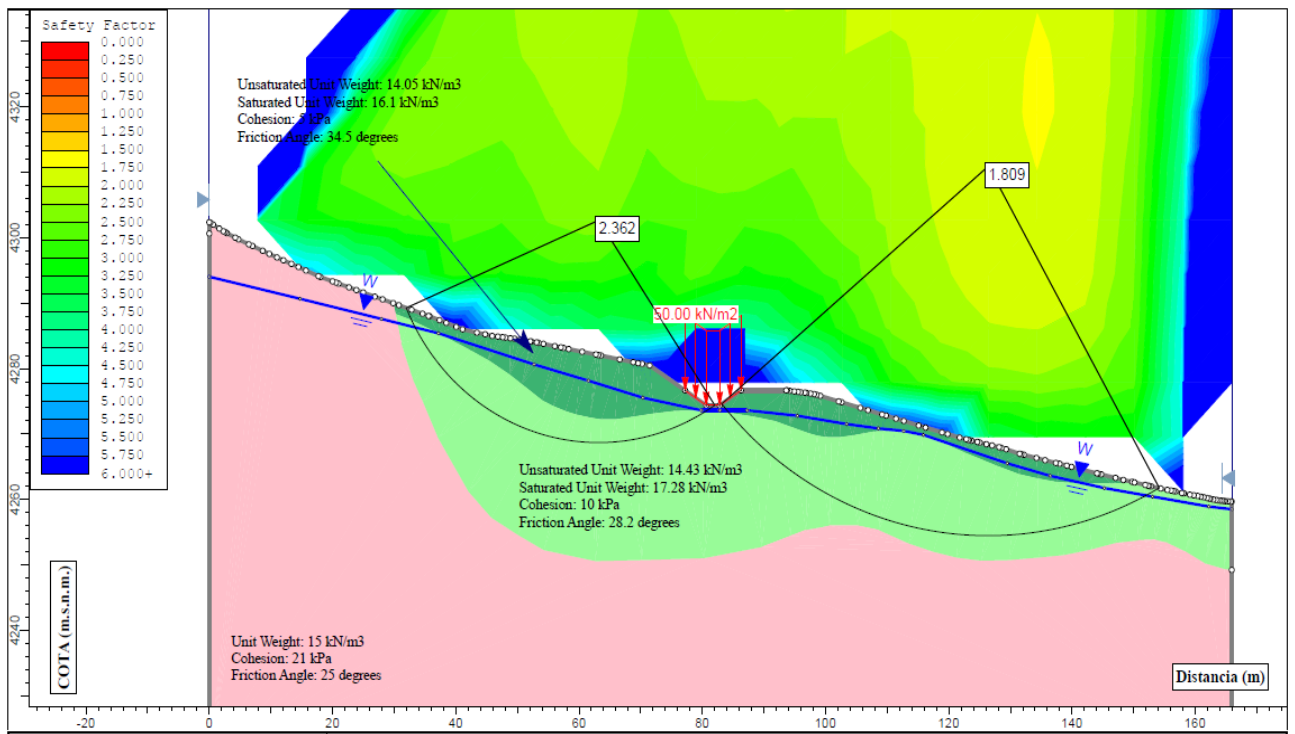 Safety Factor
0.000
0.250
0.500
0.750
1.000
1.250
1.500
1.750
2.000
2.250
2.500
2.750
3.000
3.250
3.500
3.750
4.000
4.250
4.500
4.750
5.000
5.250
5.500
5.750
6.000+
Unsaturated Unit Weight: 14.05 kN/m3
Saturated Unit Weight: 16.1 kN/m3
Cohesion: 5 kPa
Friction Angle: 34.5 degrees
1.809
2.362
W
50.00 kN/m2
W
Unsaturated Unit Weight: 14.43 kN/m3
Saturated Unit Weight: 17.28 kN/m3
Cohesion: 10 kPa
Friction Angle: 28.2 degrees
Unit Weight: 15 kN/m3
Cohesion: 21 kPa
Friction Angle: 25 degrees
4320
4300
4280
4260
4240
COTA (m.s.n.m.)
Distancia (m)
-20
0
20
40
60
80
100
120
140
160